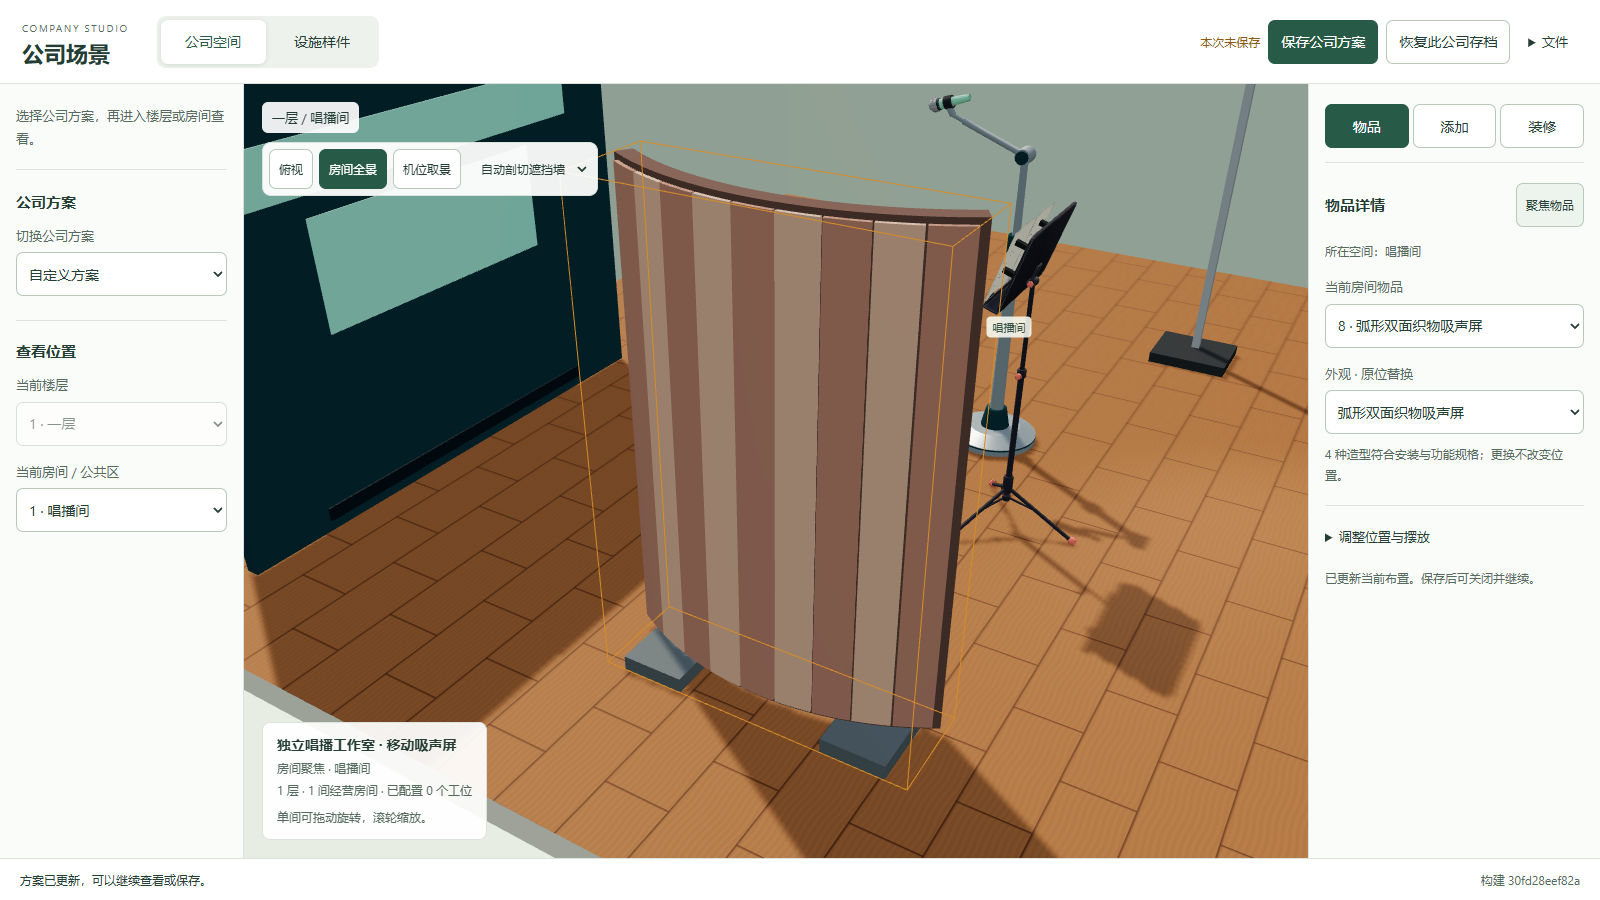 COMPANY STUDIO
公司场景
公司空间
设施样件
本次未保存
保存公司方案
恢复此公司存档
▶ 文件
选择公司方案，再进入楼层或房间查看。
公司方案
切换公司方案
自定义方案
查看位置
当前楼层
1 · 一层
当前房间 / 公共区
1 · 唱播间
一层 / 唱播间
俯视
房间全景
机位取景
自动剖切遮挡墙
唱播间
独立唱播工作室 · 移动吸声屏
房间聚焦 · 唱播间
1 层 · 1 间经营房间 · 已配置 0 个工位
单间可拖动旋转，滚轮缩放。
物品
添加
装修
物品详情
聚焦物品
所在空间：唱播间
当前房间物品
8 · 弧形双面织物吸声屏
外观 · 原位替换
弧形双面织物吸声屏
4 种造型符合安装与功能规格；更换不改变位置。
▶ 调整位置与摆放
已更新当前布置。保存后可关闭并继续。
方案已更新，可以继续查看或保存。
构建 30fd28eef82a